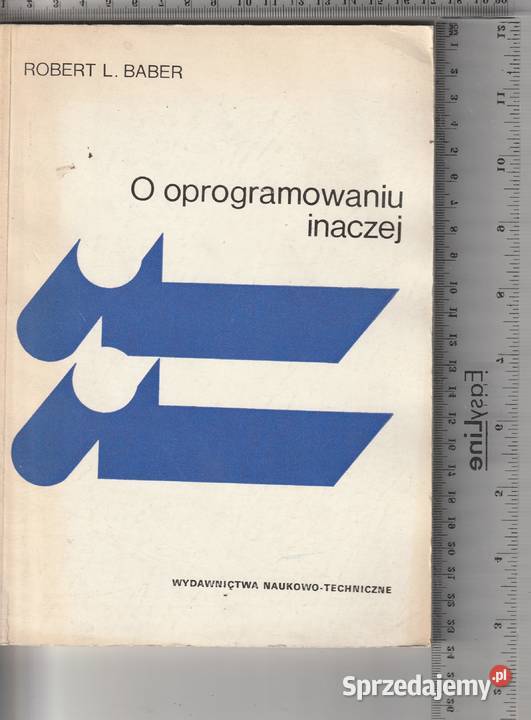 ROBERT L. BABER
O oprogramowaniu
inaczej
WYDAWNICTWA NAUKOWO-TECHNICZNE
EasyLine
Sprzedajemy.pl